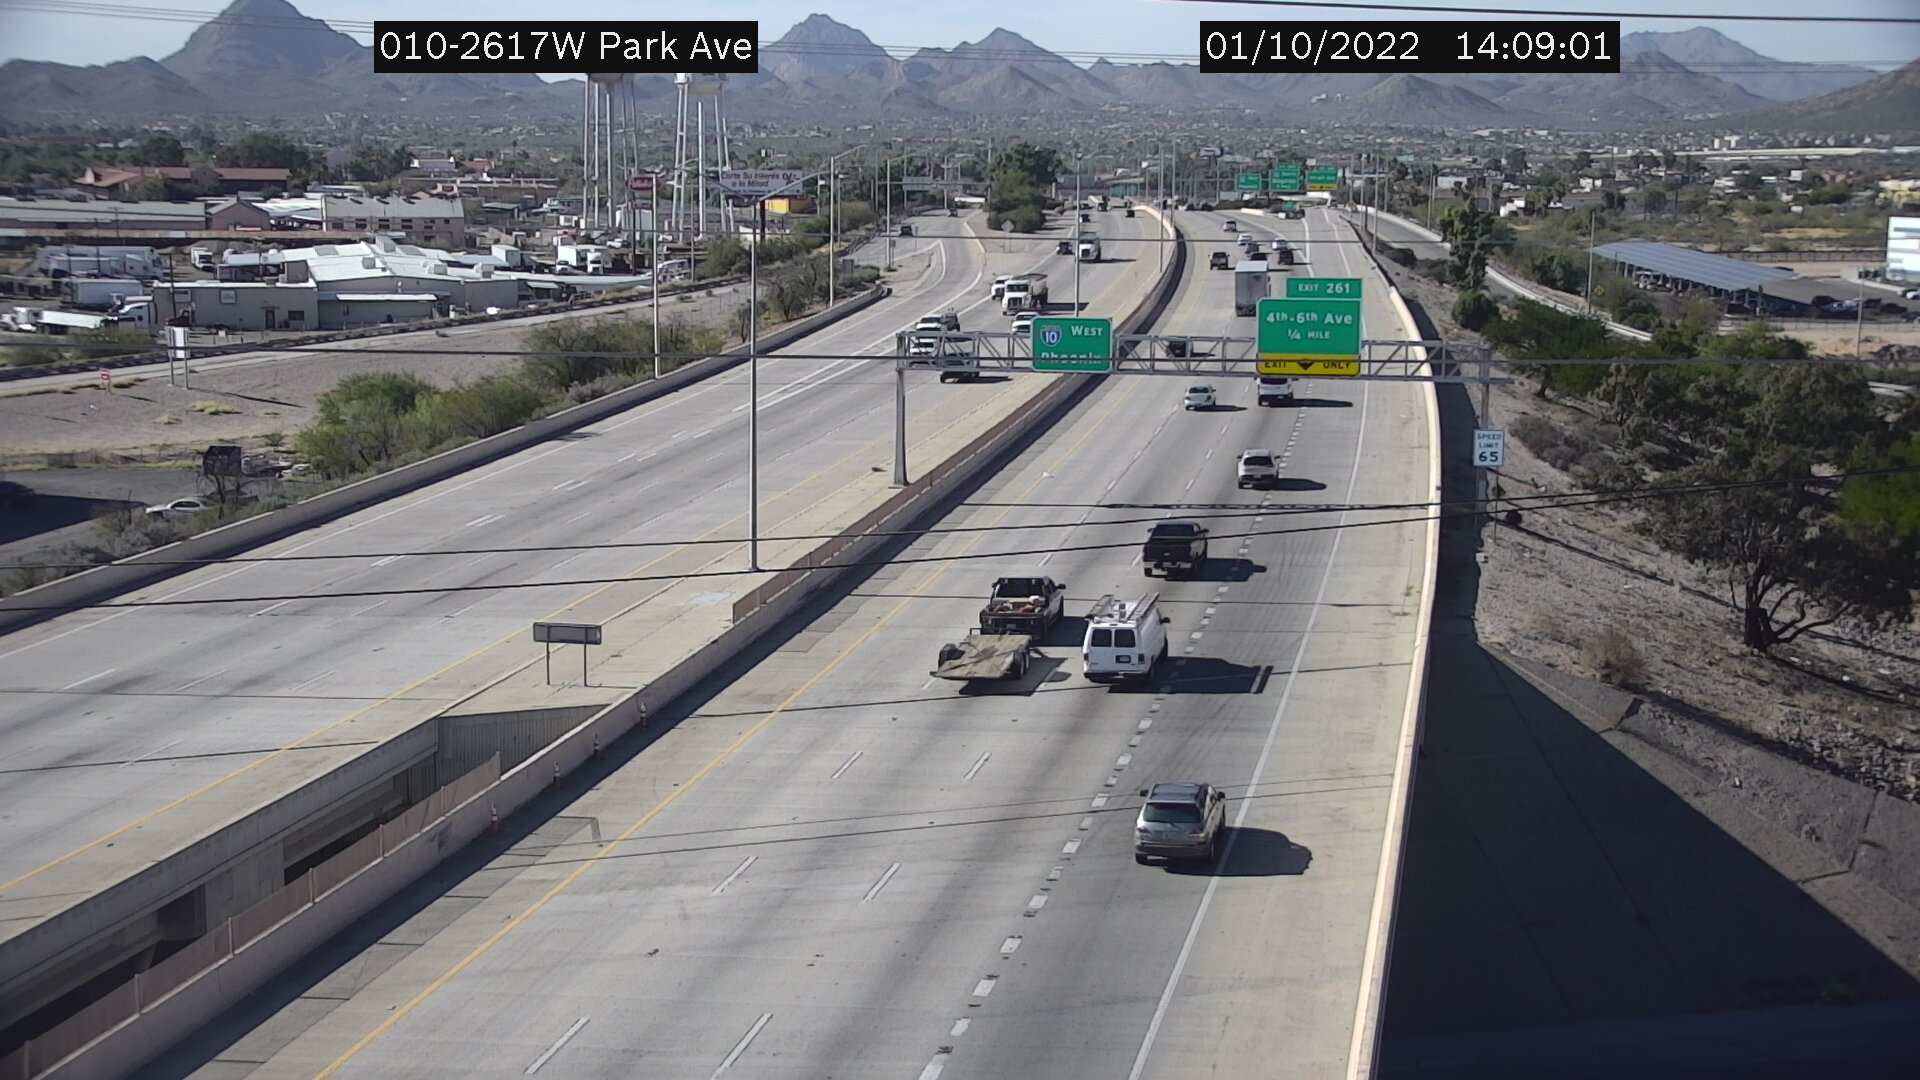 010-2617W Park Ave
01/10/2022 14:09:01
EXIT 261
4th-6th Ave
1/4 MILE
EXIT ONLY
10 WEST
Phoenix
SPEED
LIMIT
65